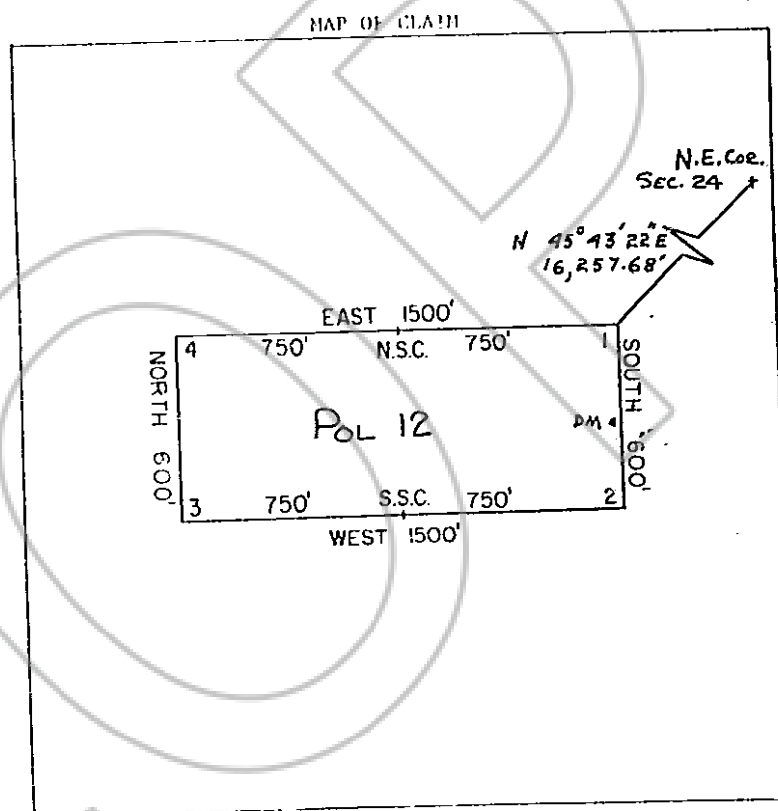 MAP OF CLAIM
N.E. COR.
SEC. 24
N 45° 43' 22" E
16,257.68'
EAST 1500'
4 750' N.S.C. 750' 1
NORTH 600'
SOUTH 600'
POL 12
DM
3 750' S.S.C. 750' 2
WEST 1500'